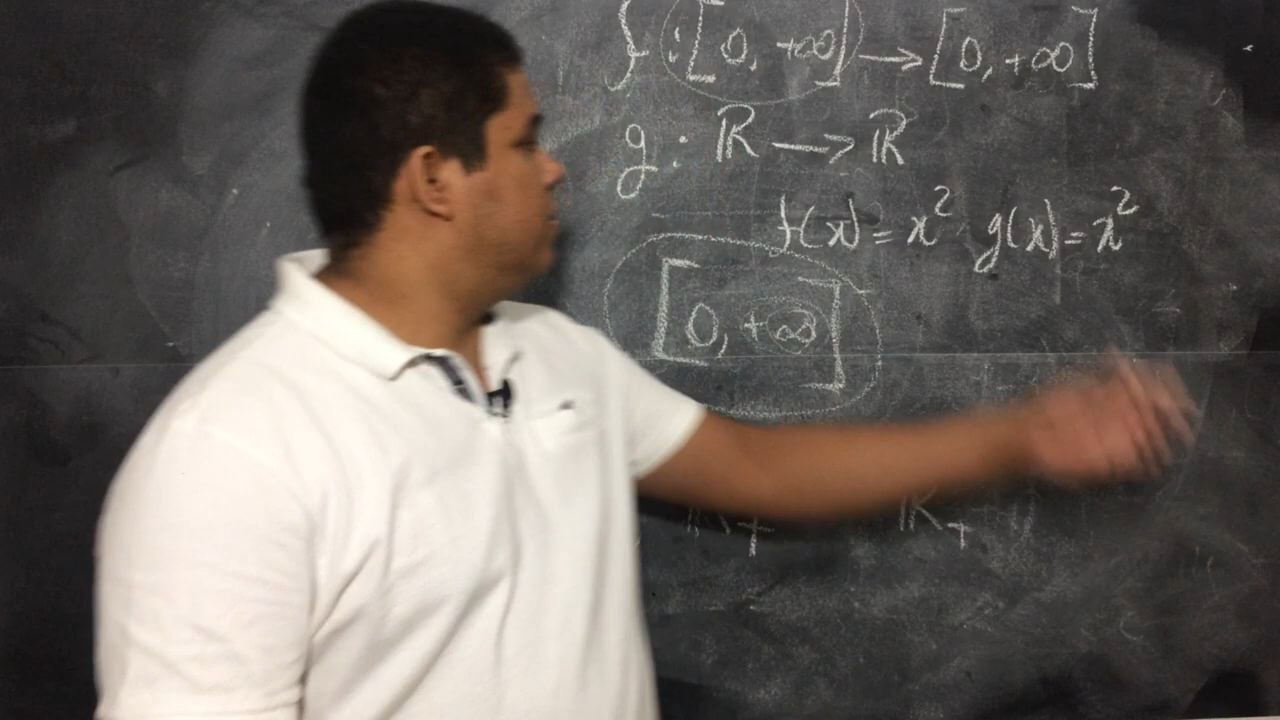 f : [0, +∞] → [0, +∞]
g : ℝ → ℝ
f(x) = x² g(x) = x²
[0, +∞]
ℝ₊ ℝ₊